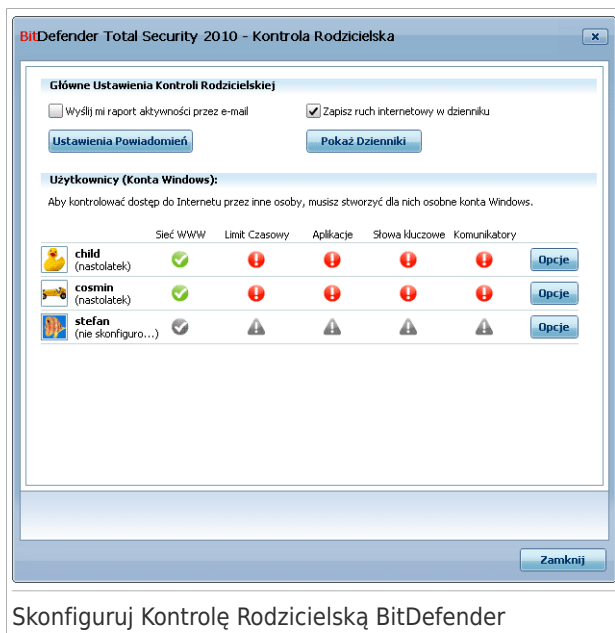 BitDefender Total Security 2010 - Kontrola Rodzicielska
Główne Ustawienia Kontroli Rodzicielskiej
Wyślij mi raport aktywności przez e-mail
Zapisz ruch internetowy w dzienniku
Ustawienia Powiadomień
Pokaż Dzienniki
Użytkownicy (Konta Windows):
Aby kontrolować dostęp do Internetu przez inne osoby, musisz stworzyć dla nich osobne konta Windows.
Sieć WWW Limit Czasowy Aplikacje Słowa kluczowe Komunikatory
child
(nastolatek)
Opcje
cosmin
(nastolatek)
Opcje
stefan
(nie skonfiguro...)
Opcje
Zamknij
Skonfiguruj Kontrolę Rodzicielską BitDefender